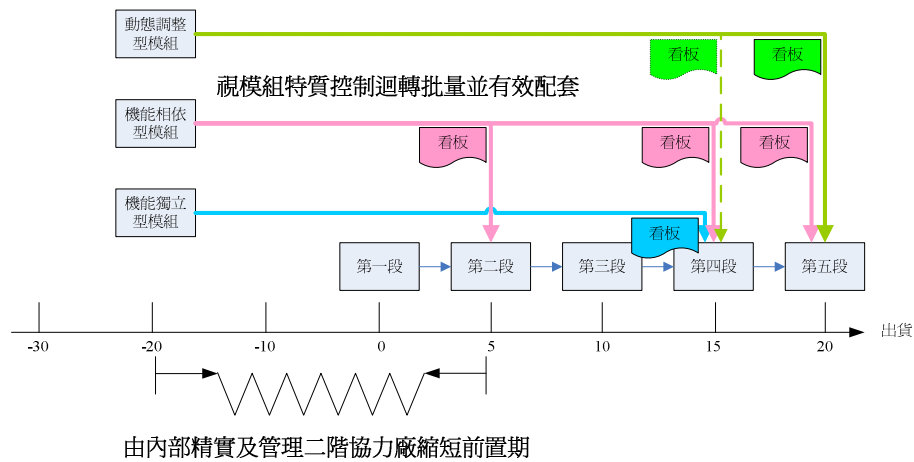 動態調整
型模組
看板
看板
視模組特質控制迴轉批量並有效配套
機能相依
型模組
看板
看板
看板
機能獨立
型模組
看板
第一段
第二段
第三段
第四段
第五段
出貨
-30
-20
-10
0
5
10
15
20
由內部精實及管理二階協力廠縮短前置期